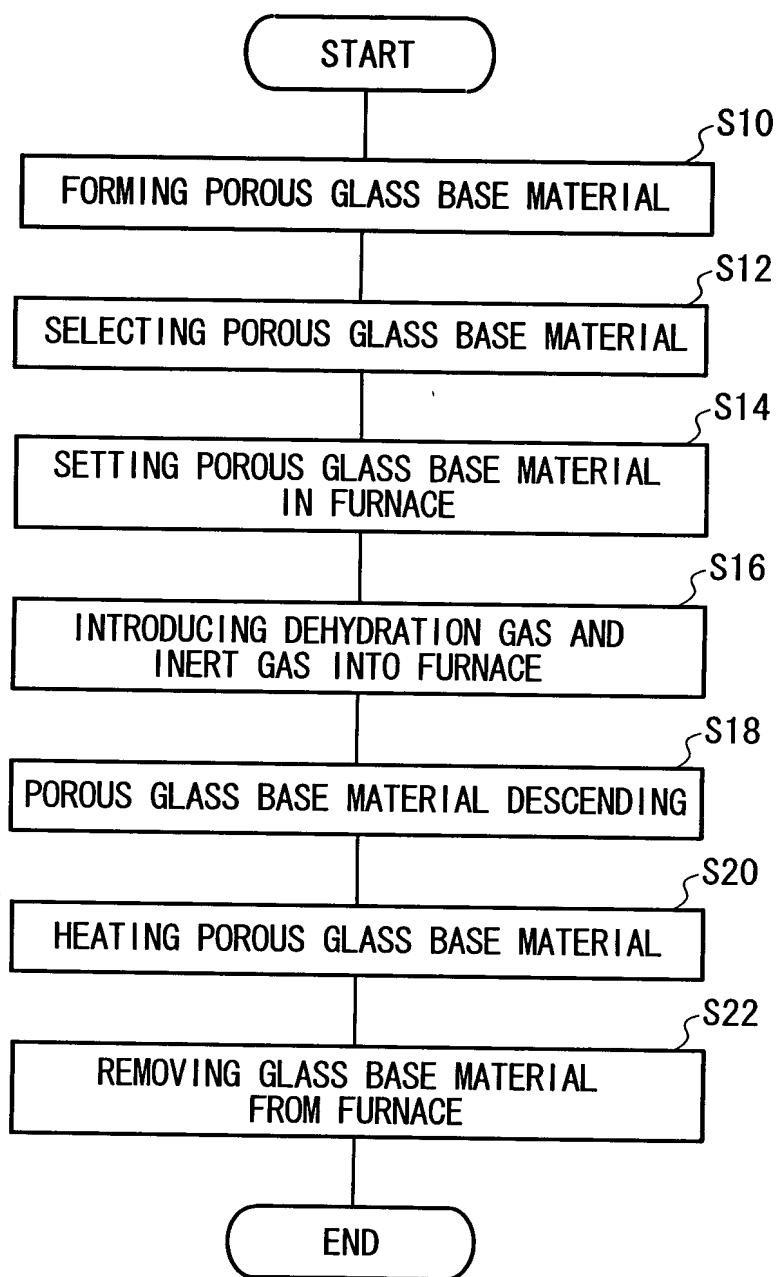 START
S10
FORMING POROUS GLASS BASE MATERIAL
S12
SELECTING POROUS GLASS BASE MATERIAL
S14
SETTING POROUS GLASS BASE MATERIAL
IN FURNACE
S16
INTRODUCING DEHYDRATION GAS AND
INERT GAS INTO FURNACE
S18
POROUS GLASS BASE MATERIAL DESCENDING
S20
HEATING POROUS GLASS BASE MATERIAL
S22
REMOVING GLASS BASE MATERIAL
FROM FURNACE
END